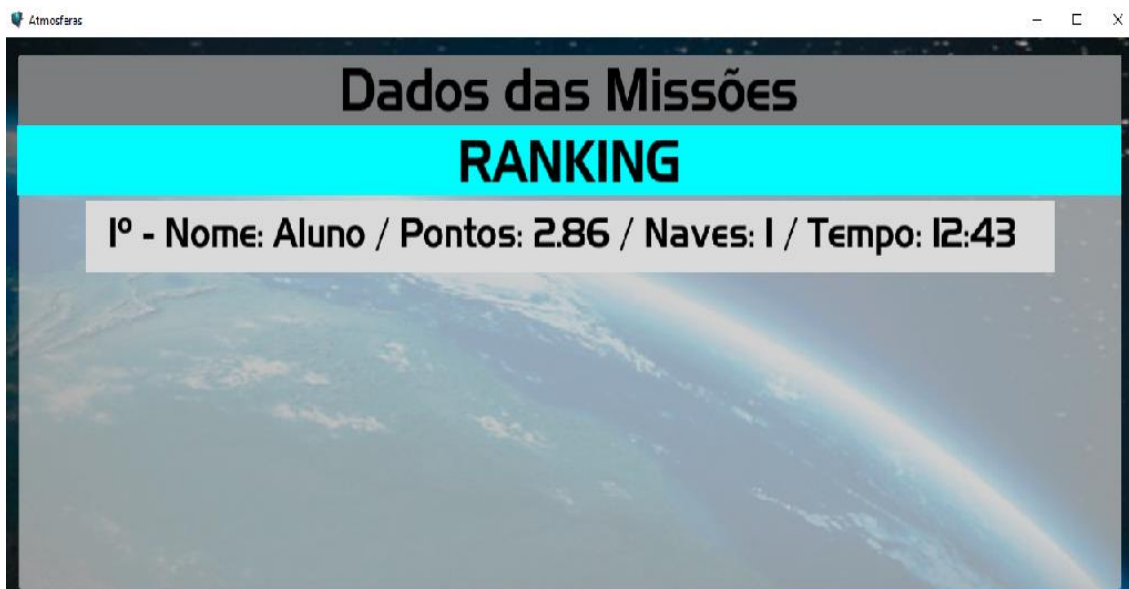 Atmosferas
Dados das Missões
RANKING
1º - Nome: Aluno / Pontos: 2.86 / Naves: 1 / Tempo: 12:43